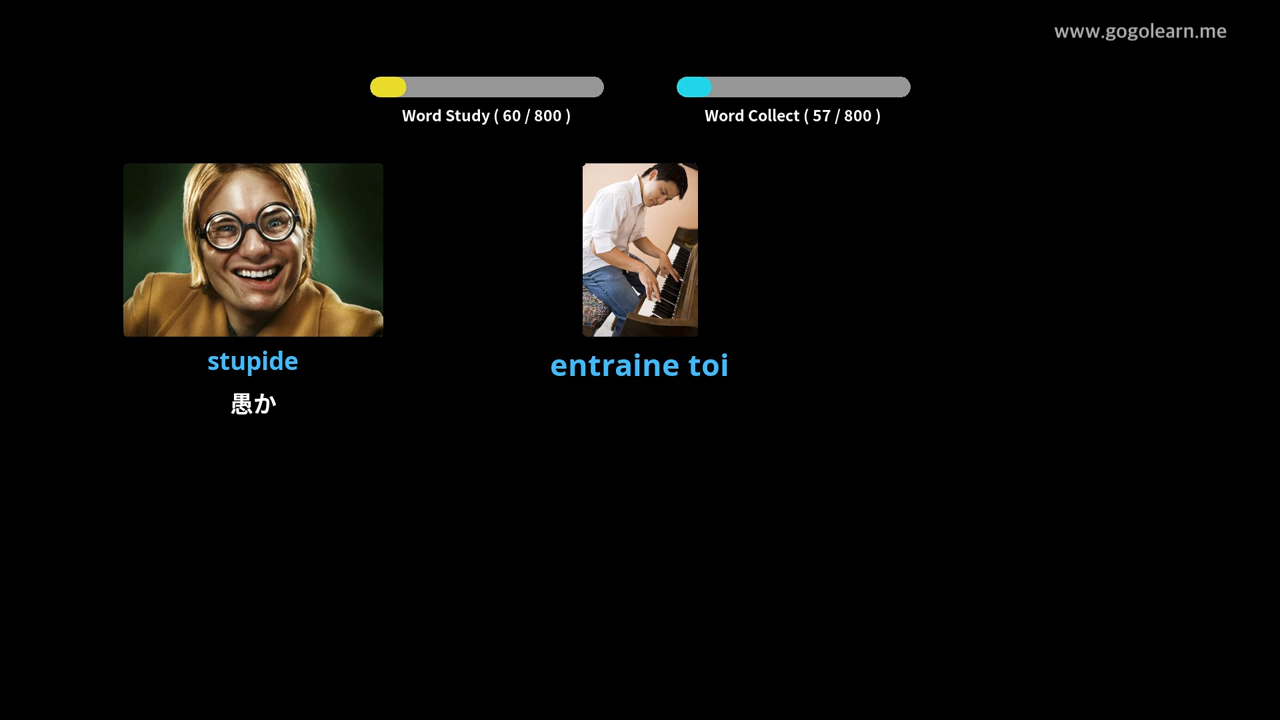 www.gogolearn.me
Word Study ( 60 / 800 )
Word Collect ( 57 / 800 )
stupide
愚か
entraine toi